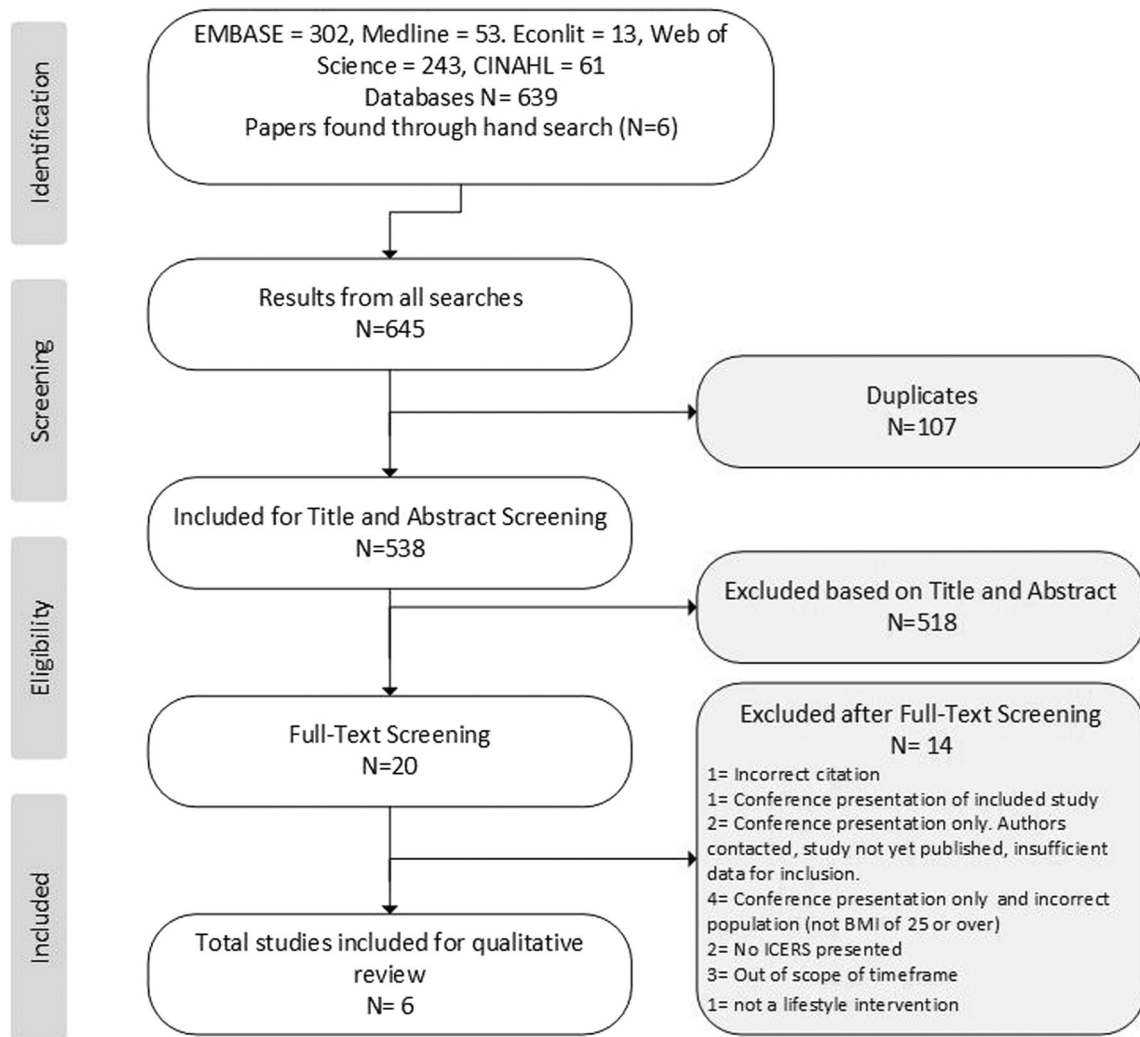 Identification
EMBASE = 302, Medline = 53. Econlit = 13, Web of
Science = 243, CINAHL = 61
Databases N= 639
Papers found through hand search (N=6)
Screening
Results from all searches
N=645
Duplicates
N=107
Included for Title and Abstract Screening
N=538
Eligibility
Excluded based on Title and Abstract
N=518
Full-Text Screening
N=20
Excluded after Full-Text Screening
N= 14
1= Incorrect citation
1= Conference presentation of included study
2= Conference presentation only. Authors
contacted, study not yet published, insufficient
data for inclusion.
4= Conference presentation only and incorrect
population (not BMI of 25 or over)
2= No ICERS presented
3= Out of scope of timeframe
1= not a lifestyle intervention
Included
Total studies included for qualitative
review
N= 6